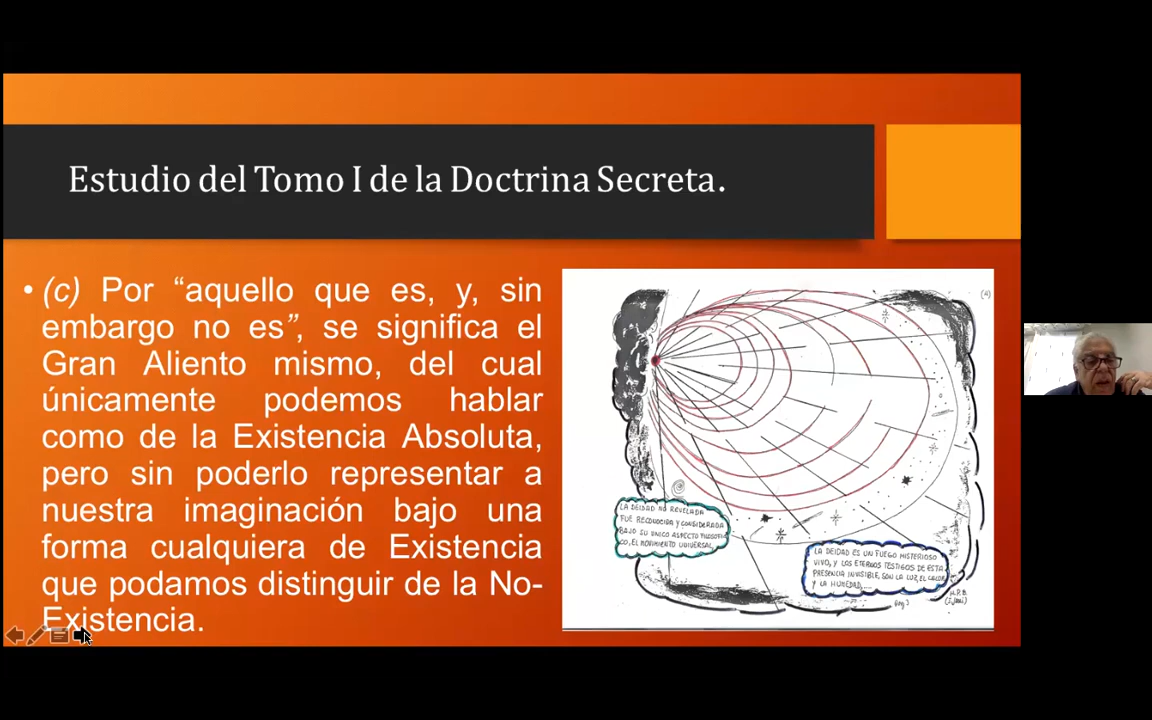 Estudio del Tomo I de la Doctrina Secreta.
• (c) Por “aquello que es, y, sin
embargo no es”, se significa el
Gran Aliento mismo, del cual
únicamente podemos hablar
como de la Existencia Absoluta,
pero sin poderlo representar a
nuestra imaginación bajo una
forma cualquiera de Existencia
que podamos distinguir de la No-
Existencia.
(4)
LA DEIDAD NO REVELADA
FUE RECONOCIDA Y CONSIDERADA
BAJO SU UNICO ASPECTO FILOSOFI
CO, EL MOVIMIENTO UNIVERSAL
LA DEIDAD ES UN FUEGO MISTERIOSO
VIVO, Y LOS ETERNOS TESTIGOS DE ESTA
PRESENCIA INVISIBLE, SON LA LUZ, EL CALOR
Y LA HUMEDAD
H.P.B.